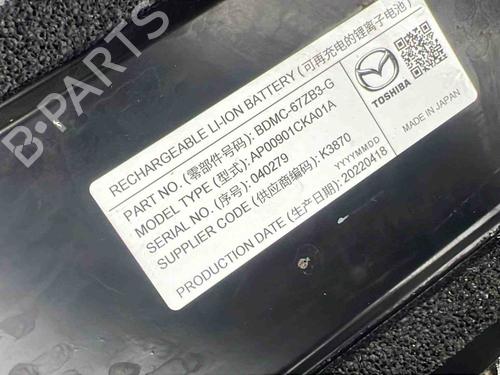 B-PARTS
RECHARGEABLE LI-ION BATTERY (可再充电的锂离子电池)
PART NO. (零部件号码): BDMC-67ZB3-G
MODEL TYPE (型式): AP00901CKA01A
SERIAL NO. (序号): 040279
SUPPLIER CODE (供应商编码): K3870
YYYYMMDD
PRODUCTION DATE (生产日期): 20220418
TOSHIBA
MADE IN JAPAN